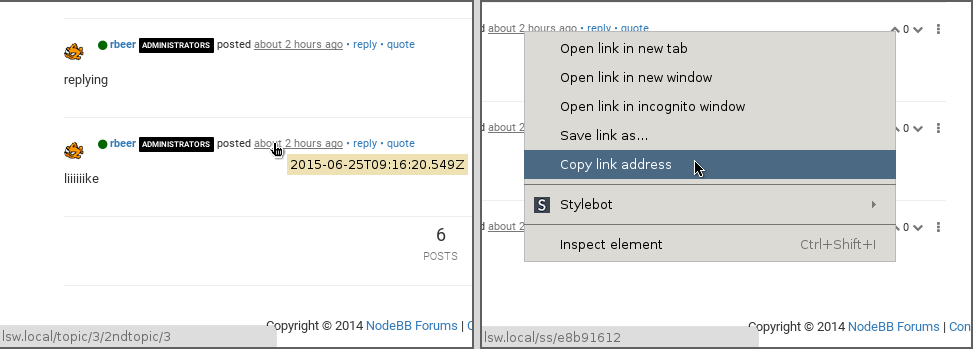 rbeer ADMINISTRATORS posted about 2 hours ago • reply • quote
replying
rbeer ADMINISTRATORS posted about 2 hours ago • reply • quote
2015-06-25T09:16:20.549Z
liiiiiike
6
POSTS
Copyright © 2014 NodeBB Forums | C
lsw.local/topic/3/2ndtopic/3
d about 2 hours ago • reply • quote
0
Open link in new tab
Open link in new window
Open link in incognito window
d about 2
0
Save link as...
Copy link address
S Stylebot
d about 2
0
Inspect element Ctrl+Shift+I
Copyright © 2014 NodeBB Forums | Con
lsw.local/ss/e8b91612